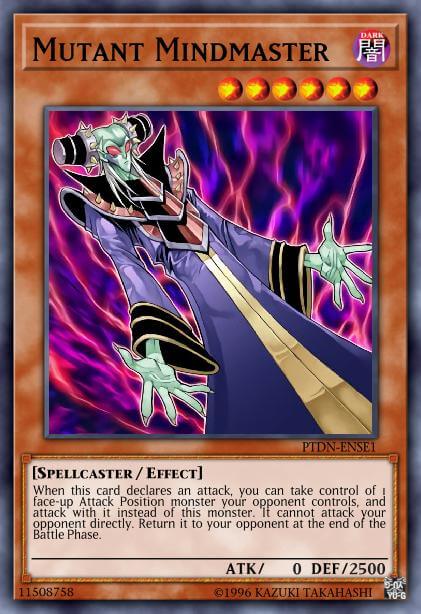 MUTANT MINDMASTER
DARK
闇
PTDN-ENSE1
[SPELLCASTER / EFFECT]
When this card declares an attack, you can take control of 1
face-up Attack Position monster your opponent controls, and
attack with it instead of this monster. It cannot attack your
opponent directly. Return it to your opponent at the end of the
Battle Phase.
ATK/ 0 DEF/2500
11508758
©1996 KAZUKI TAKAHASHI